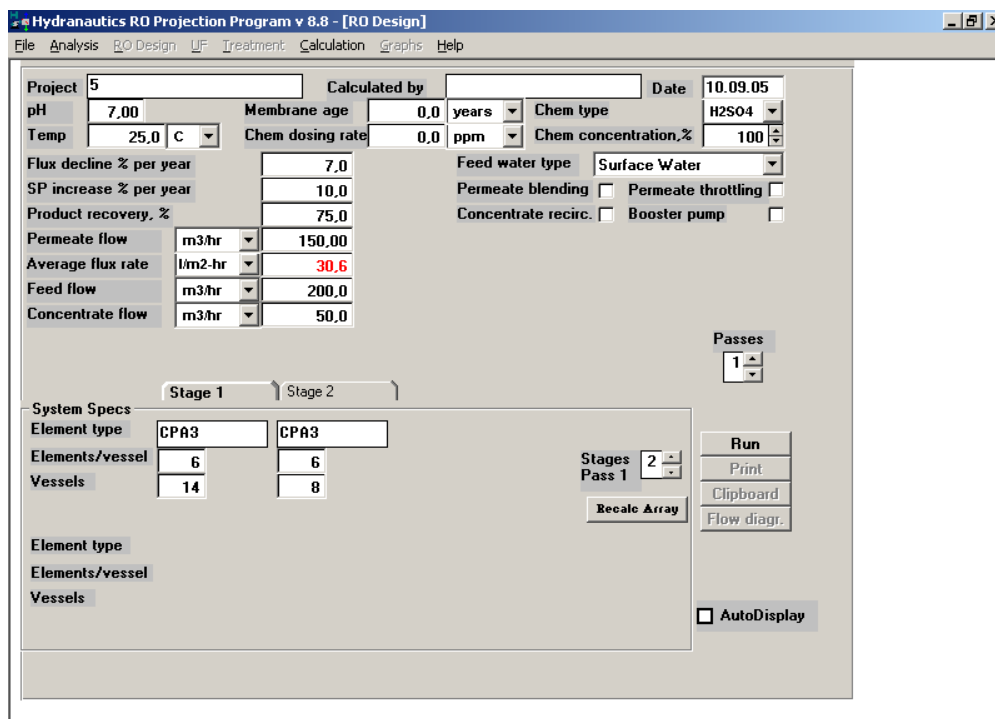 Hydranautics RO Projection Program v 8.8 - [RO Design]
File Analysis RO Design UF Treatment Calculation Graphs Help
Project 5 Calculated by Date 10.09.05
pH 7,00 Membrane age 0,0 years Chem type H2SO4
Temp 25,0 C Chem dosing rate 0,0 ppm Chem concentration,% 100
Flux decline % per year 7,0 Feed water type Surface Water
SP increase % per year 10,0 Permeate blending Permeate throttling
Product recovery, % 75,0 Concentrate recirc. Booster pump
Permeate flow m3/hr 150,00
Average flux rate l/m2-hr 30,6
Feed flow m3/hr 200,0
Concentrate flow m3/hr 50,0
Passes
1
Stage 1 Stage 2
System Specs
Element type CPA3 CPA3
Elements/vessel 6 6
Vessels 14 8
Stages 2
Pass 1
Recalc Array
Run
Print
Clipboard
Flow diagr.
Element type
Elements/vessel
Vessels
AutoDisplay